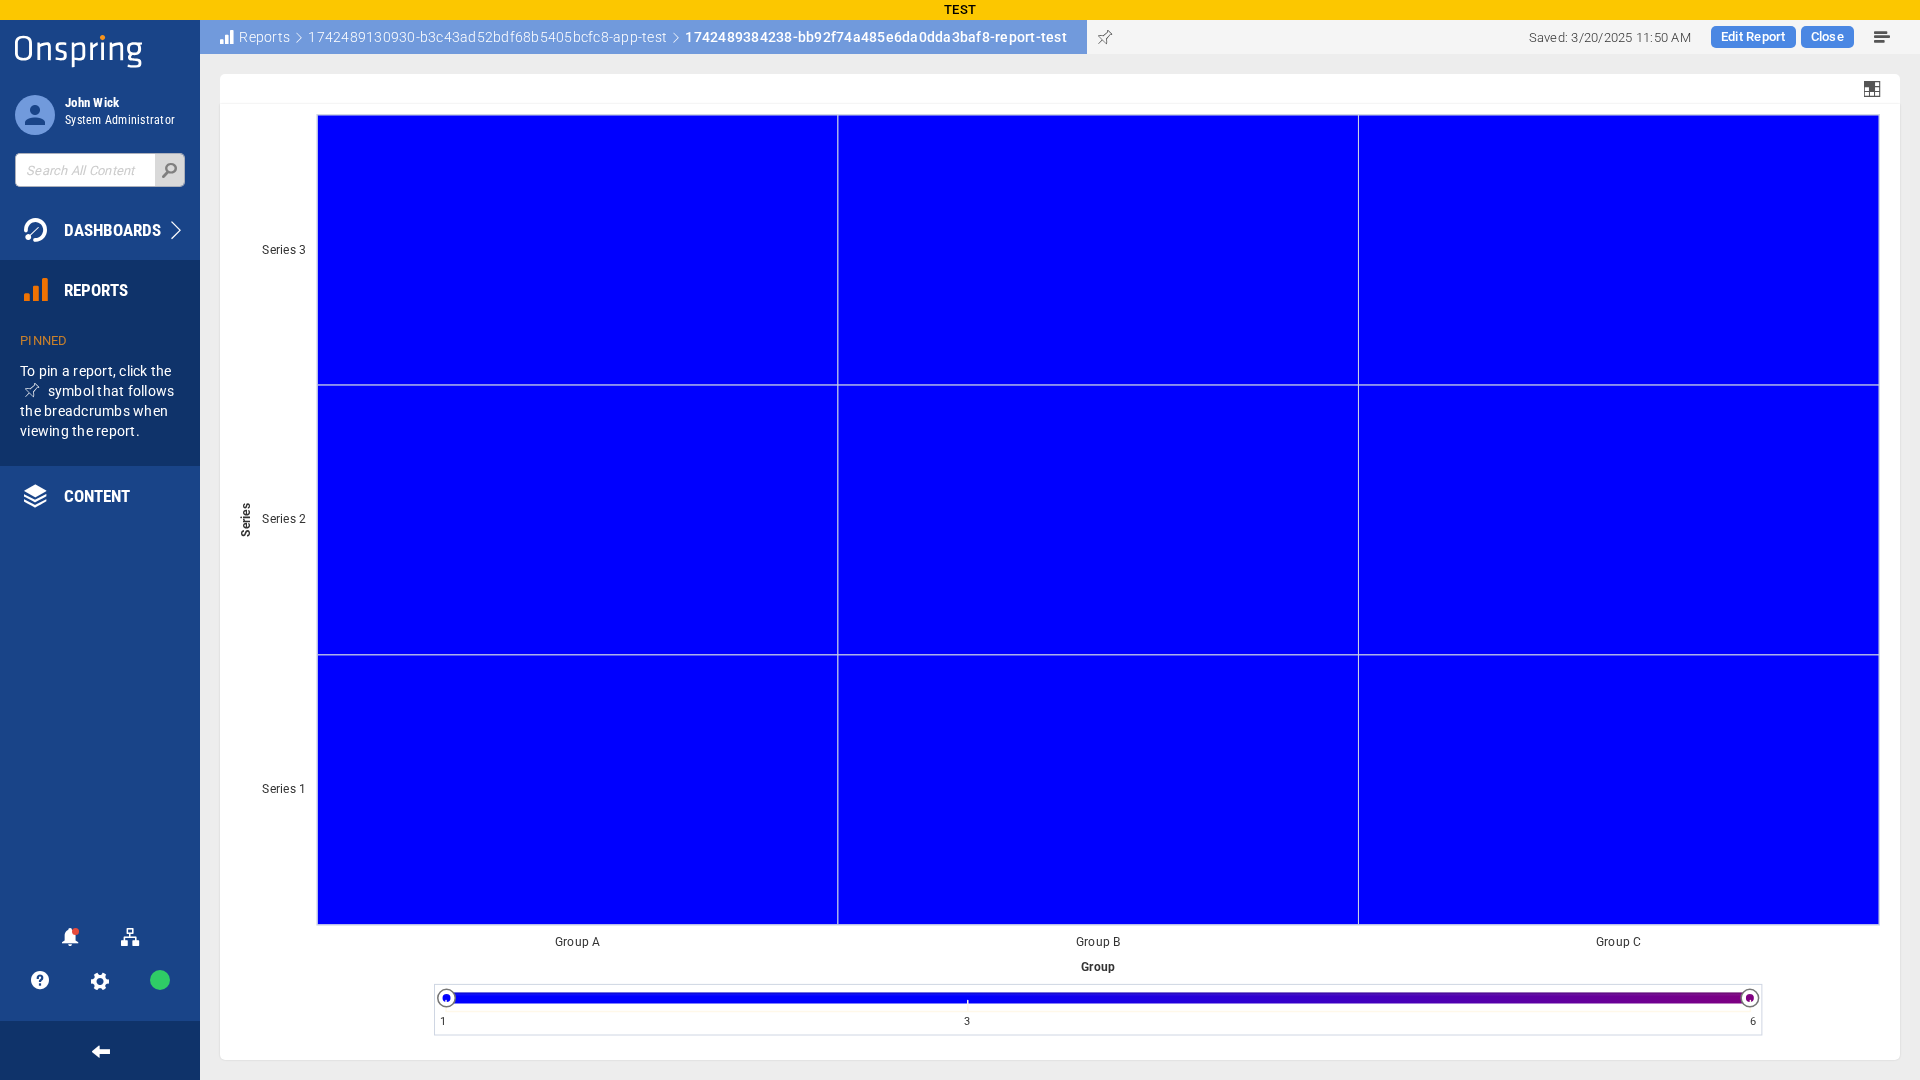 TEST
Onspring
Reports
1742489130930-b3c43ad52bdf68b5405bcfc8-app-test
1742489384238-bb92f74a485e6da0dda3baf8-report-test
Saved: 3/20/2025 11:50 AM
Edit Report
Close
John Wick
System Administrator
Search All Content
DASHBOARDS
REPORTS
PINNED
To pin a report, click the
symbol that follows
the breadcrumbs when
viewing the report.
CONTENT
Series
Series 3
Series 2
Series 1
Group A
Group B
Group C
Group
1
3
6